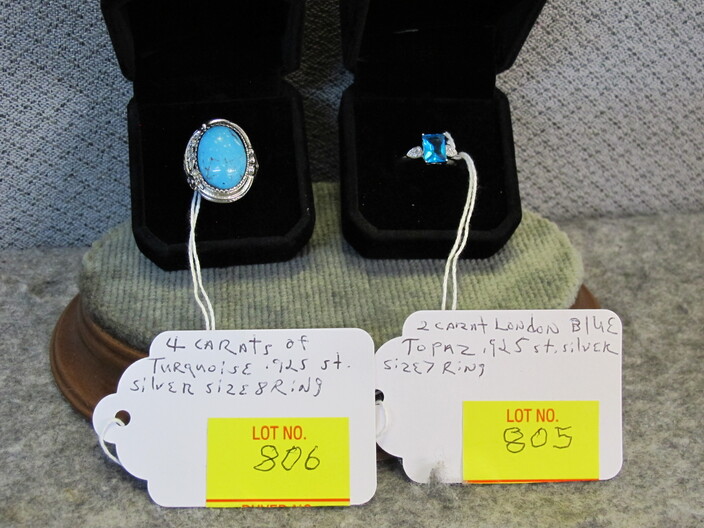 4 CARATS of
TURQUOISE .925 st.
silver size 8 Ring
LOT NO.
806
2 CARAt LONDON BLUE
TOPAZ .925 st. silver
size 7 Ring
LOT NO.
805